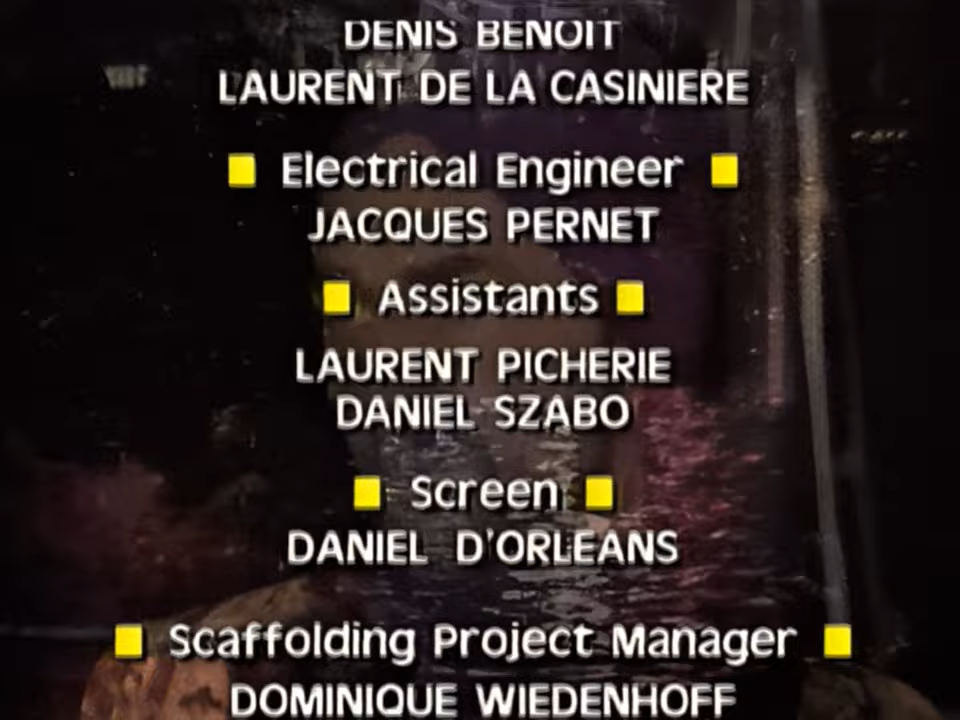 DENIS BENOIT
LAURENT DE LA CASINIERE
Electrical Engineer
JACQUES PERNET
Assistants
LAURENT PICHERIE
DANIEL SZABO
Screen
DANIEL D'ORLEANS
Scaffolding Project Manager
DOMINIQUE WIEDENHOFF